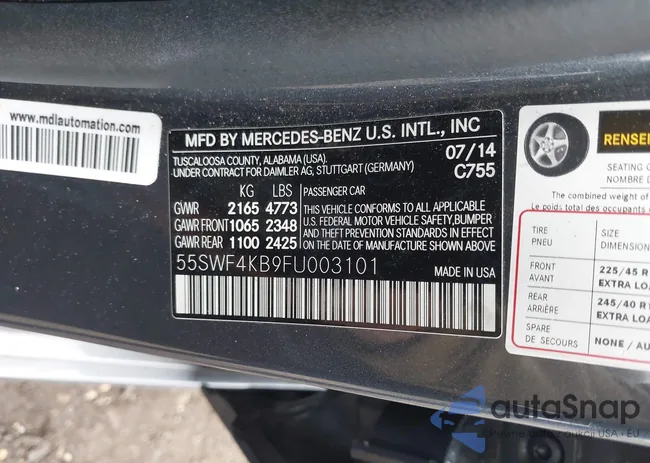 www.mdlautomation.com
MFD BY MERCEDES-BENZ U.S. INTL., INC
TUSCALOOSA COUNTY, ALABAMA (USA).
UNDER CONTRACT FOR DAIMLER AG, STUTTGART (GERMANY)
07/14
C755
KG LBS
GVWR 2165 4773
GAWR FRONT 1065 2348
GAWR REAR 1100 2425
PASSENGER CAR
THIS VEHICLE CONFORMS TO ALL APPLICABLE
U.S. FEDERAL MOTOR VEHICLE SAFETY, BUMPER
AND THEFT PREVENTION STANDARDS IN EFFECT
ON THE DATE OF MANUFACTURE SHOWN ABOVE.
55SWF4KB9FU003101
RENSEI
SEATING
NOMBRE D
The combined weight of
Le poids total des occupants
TIRE SIZE
PNEU DIMENSION
FRONT 225/45 R
AVANT EXTRA LOA
REAR 245/40 R
ARRIÈRE EXTRA LOA
SPARE NONE / AU
DE SECOURS
autoSnap